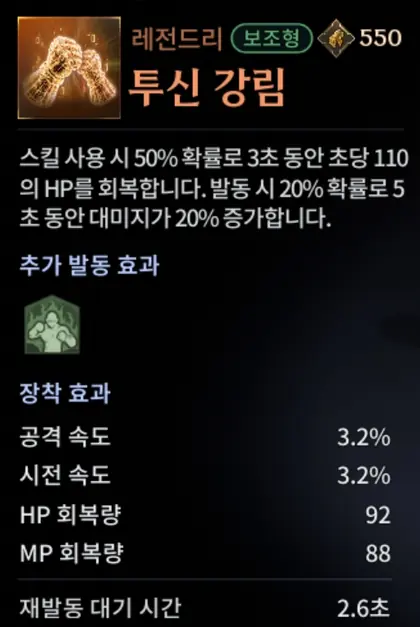 레전드리 보조형 550
투신 강림
스킬 사용 시 50% 확률로 3초 동안 초당 110
의 HP를 회복합니다. 발동 시 20% 확률로 5
초 동안 대미지가 20% 증가합니다.
추가 발동 효과
장착 효과
공격 속도 3.2%
시전 속도 3.2%
HP 회복량 92
MP 회복량 88
재발동 대기 시간 2.6초